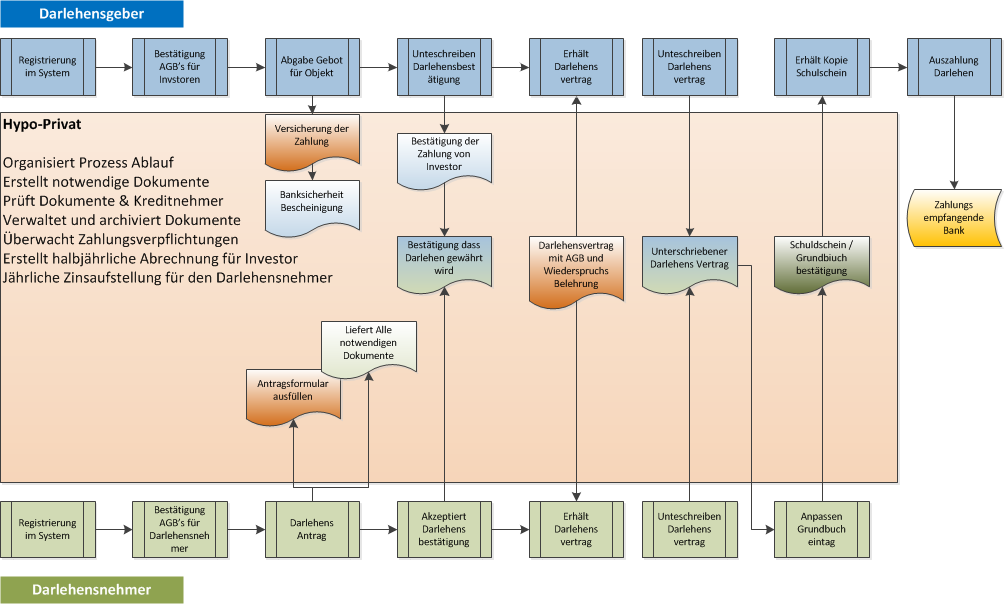 Darlehensgeber
Registrierung
im System
Bestätigung
AGB's für
Invstoren
Abgabe Gebot
für Objekt
Unteschreiben
Darlehensbest
ätigung
Erhält
Darlehens
vertrag
Unteschreiben
Darlehens
vertrag
Erhält Kopie
Schulschein
Auszahlung
Darlehen
Hypo-Privat
Organisiert Prozess Ablauf
Erstellt notwendige Dokumente
Prüft Dokumente & Kreditnehmer
Verwaltet und archiviert Dokumente
Überwacht Zahlungsverpflichtungen
Erstellt halbjährliche Abrechnung für Investor
Jährliche Zinsaufstellung für den Darlehensnehmer
Versicherung der
Zahlung
Banksicherheit
Bescheinigung
Bestätigung der
Zahlung von
Investor
Bestätigung dass
Darlehen gewährt
wird
Darlehensvertrag
mit AGB und
Wiederspruchs
Belehrung
Unterschriebener
Darlehens Vertrag
Schuldschein /
Grundbiuch
bestätigung
Zahlungs
empfangende
Bank
Liefert Alle
notwendigen
Dokumente
Antragsformular
ausfüllen
Registrierung
im System
Bestätigung
AGB's für
Darlehensneh
mer
Darlehens
Antrag
Akzeptiert
Darlehens
bestätigung
Erhält
Darlehens
vertrag
Unteschreiben
Darlehens
vertrag
Anpassen
Grundbuch
eintag
Darlehensnehmer